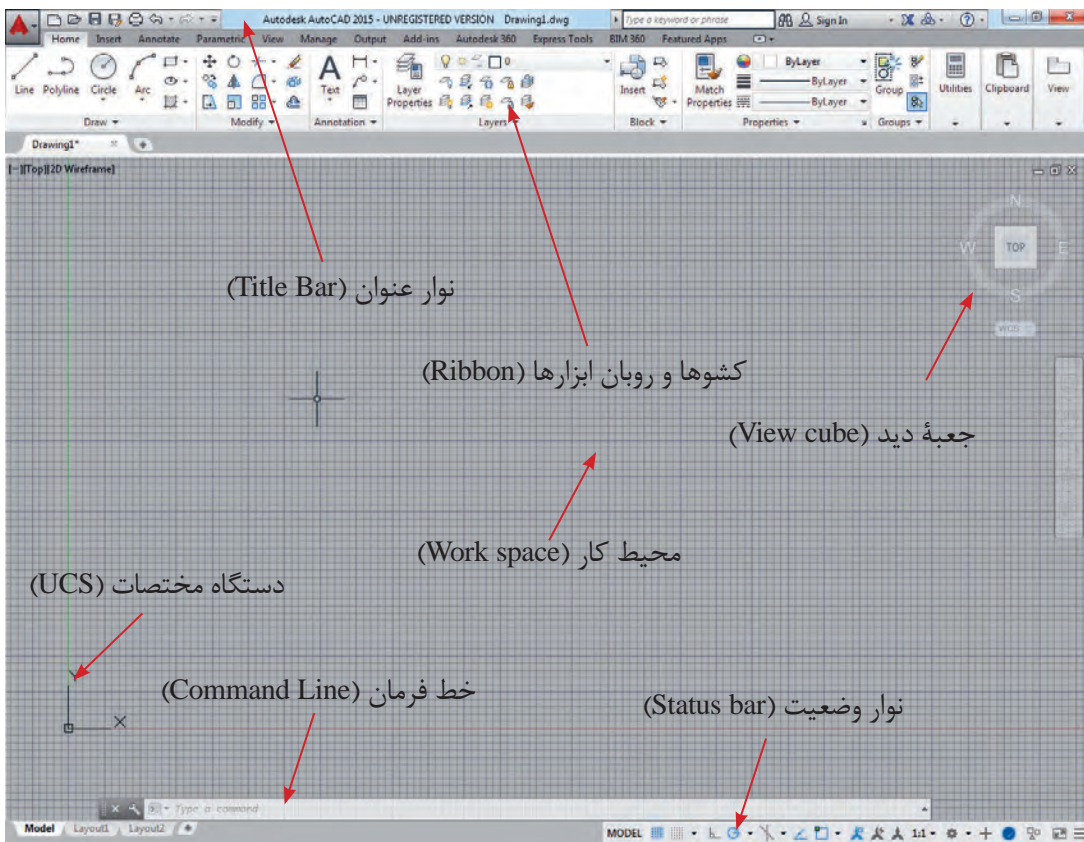 Autodesk AutoCAD 2015 - UNREGISTERED VERSION Drawing1.dwg
Type a keyword or phrase
Sign In
Home Insert Annotate Parametric View Manage Output Add-ins Autodesk 360 Express Tools BIM 360 Featured Apps
Line Polyline Circle Arc
Text
Layer Properties
0
Insert
Match Properties
ByLayer
ByLayer
ByLayer
Group
Utilities Clipboard View
Draw Modify Annotation Layers Block Properties Groups
Drawing1*
[-][Top][2D Wireframe]
N
W TOP E
S
WCS
نوار عنوان (Title Bar)
کشوها و روبان ابزارها (Ribbon)
جعبهٔ دید (View cube)
محیط کار (Work space)
دستگاه مختصات (UCS)
Y
X
خط فرمان (Command Line)
نوار وضعیت (Status bar)
Type a command
Model Layout1 Layout2 +
MODEL 1:1